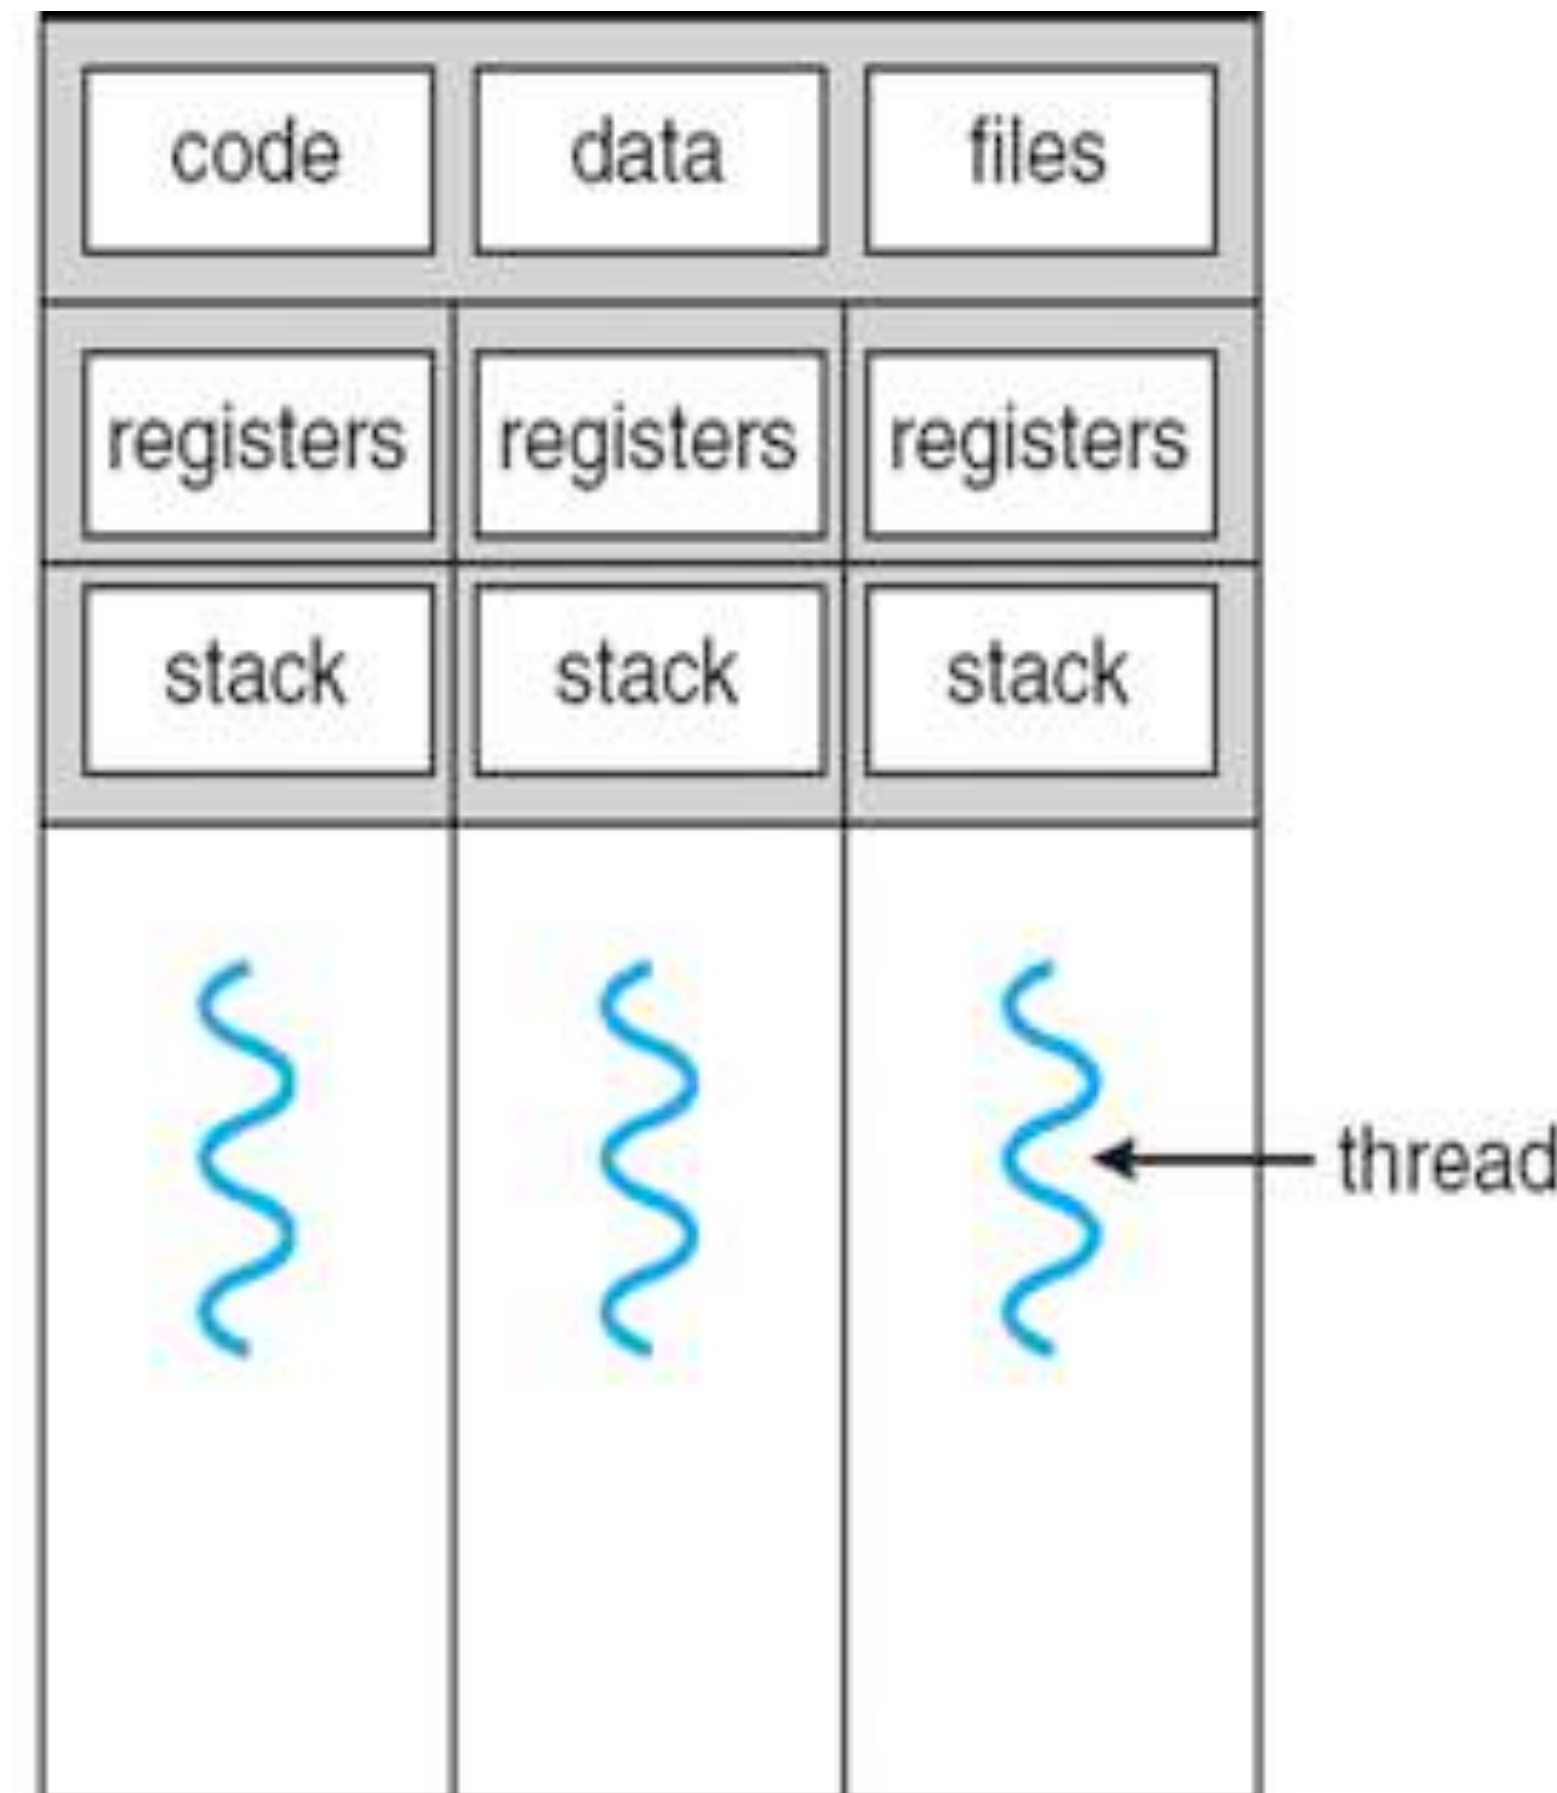 code data files
registers registers registers
stack stack stack
thread